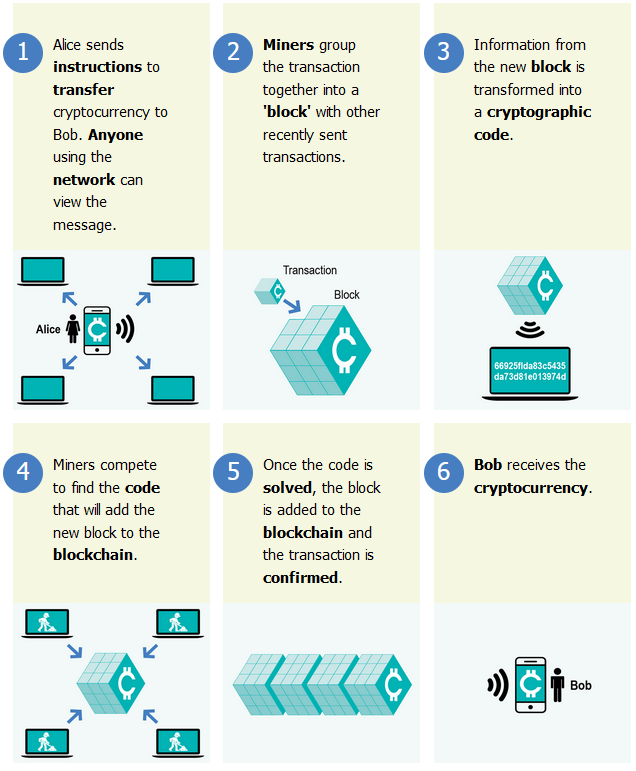 1
Alice sends
instructions to
transfer
cryptocurrency to
Bob. Anyone
using the
network can
view the
message.
Alice
2
Miners group
the transaction
together into a
'block' with other
recently sent
transactions.
Transaction
Block
3
Information from
the new block is
transformed into
a cryptographic
code.
66925flda83c5435
da73d81e013974d
4
Miners compete
to find the code
that will add the
new block to the
blockchain.
5
Once the code is
solved, the block
is added to the
blockchain and
the transaction is
confirmed.
6
Bob receives the
cryptocurrency.
Bob